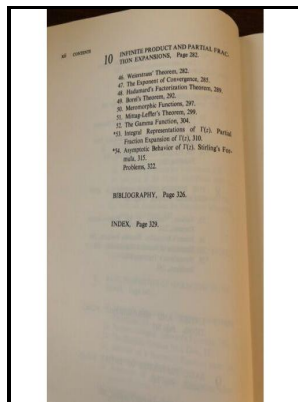 xii CONTENTS
10 INFINITE PRODUCT AND PARTIAL FRAC-
TION EXPANSIONS, Page 282.
46. Weierstrass' Theorem, 282.
47. The Exponent of Convergence, 285.
48. Hadamard's Factorization Theorem, 289.
49. Borel's Theorem, 292.
50. Meromorphic Functions, 297.
51. Mittag-Leffler's Theorem, 299.
52. The Gamma Function, 304.
*53. Integral Representations of Γ(z). Partial
Fraction Expansion of Γ(z), 310.
*54. Asymptotic Behavior of Γ(z). Stirling's For-
mula, 315.
Problems, 322.
BIBLIOGRAPHY, Page 326.
INDEX, Page 329.